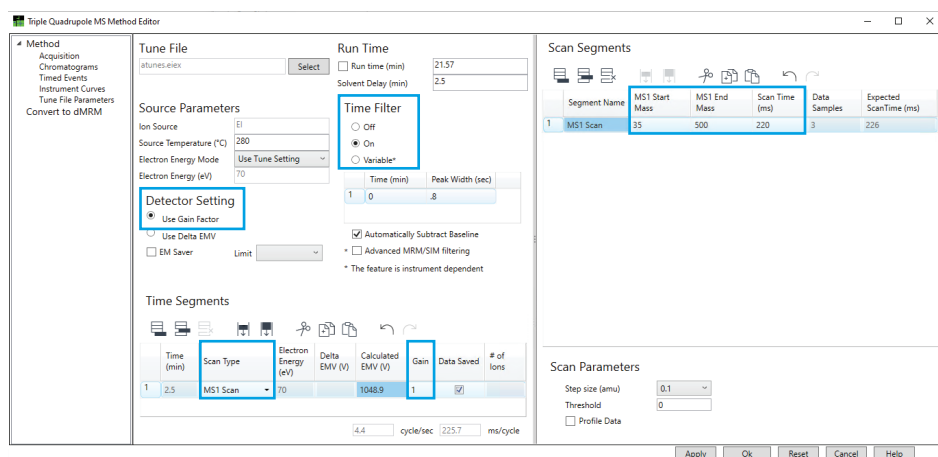 Triple Quadrupole MS Method Editor
Method
Acquisition
Chromatograms
Timed Events
Instrument Curves
Tune File Parameters
Convert to dMRM
Tune File
atunes.eiex
Select
Source Parameters
Ion Source
EI
Source Temperature (°C)
280
Electron Energy Mode
Use Tune Setting
Electron Energy (eV)
70
Detector Setting
Use Gain Factor
Use Delta EMV
EM Saver
Limit
Run Time
Run time (min)
21.57
Solvent Delay (min)
2.5
Time Filter
Off
On
Variable*
Time (min)
Peak Width (sec)
1
0
.8
Automatically Subtract Baseline
* Advanced MRM/SIM filtering
* The feature is instrument dependent
Time Segments
Time (min)
Scan Type
Electron Energy (eV)
Delta EMV (V)
Calculated EMV (V)
Gain
Data Saved
# of Ions
1
2.5
MS1 Scan
70
1048.9
1
4.4
cycle/sec
225.7
ms/cycle
Scan Segments
Segment Name
MS1 Start Mass
MS1 End Mass
Scan Time (ms)
Data Samples
Expected ScanTime (ms)
1
MS1 Scan
35
500
220
3
226
Scan Parameters
Step size (amu)
0.1
Threshold
0
Profile Data
Apply
Ok
Reset
Cancel
Help